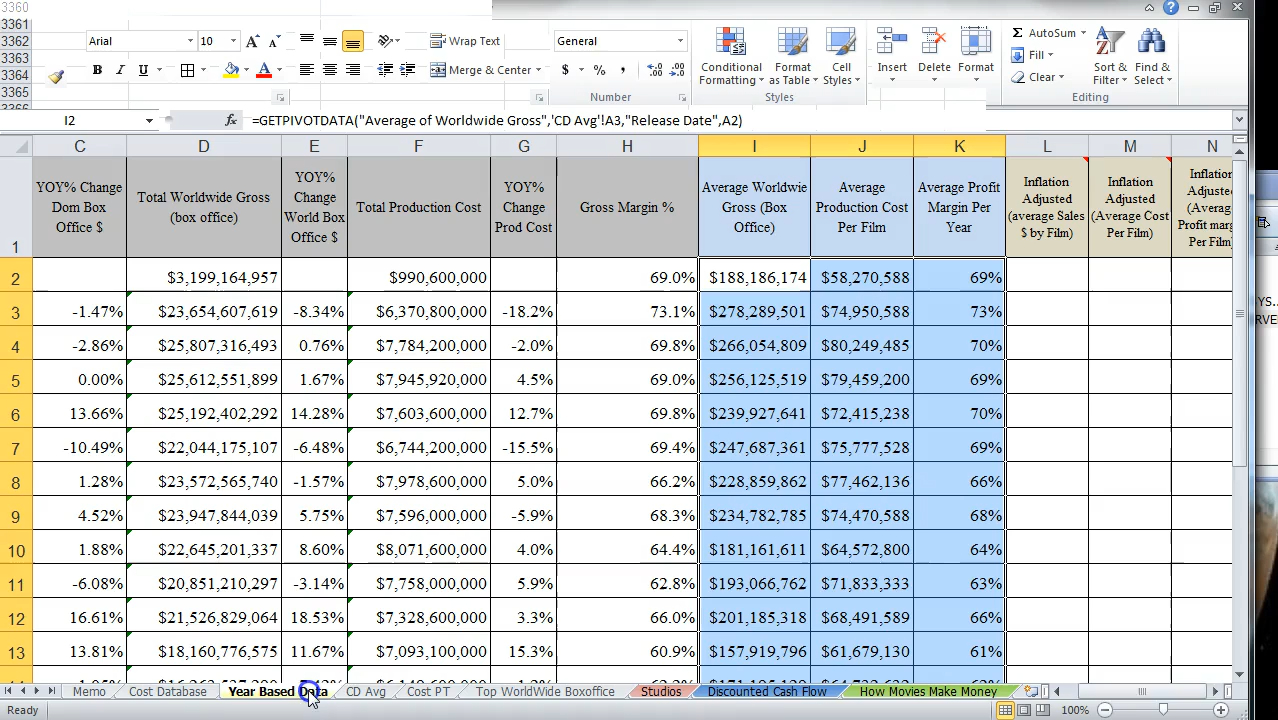 3360
3361
3362
3363
3364
3365
3366
Arial 10 Wrap Text General AutoSum
Fill
Clear
B I U Merge & Center $ % ,
Conditional Formatting Format as Table Cell Styles Insert Delete Format Sort & Filter Find & Select
Number Styles Cells Editing
I2 fx =GETPIVOTDATA("Average of Worldwide Gross",'CD Avg'!A3,"Release Date",A2)
C D E F G H I J K L M N
1 YOY% Change Dom Box Office $ Total Worldwide Gross (box office) YOY% Change World Box Office $ Total Production Cost YOY% Change Prod Cost Gross Margin % Average Worldwie Gross (Box Office) Average Production Cost Per Film Average Profit Margin Per Year Inflation Adjusted (average Sales $ by Film) Inflation Adjusted (Average Cost Per Film)
2 $3,199,164,957 $990,600,000 69.0% $188,186,174 $58,270,588 69%
3 -1.47% $23,654,607,619 -8.34% $6,370,800,000 -18.2% 73.1% $278,289,501 $74,950,588 73%
4 -2.86% $25,807,316,493 0.76% $7,784,200,000 -2.0% 69.8% $266,054,809 $80,249,485 70%
5 0.00% $25,612,551,899 1.67% $7,945,920,000 4.5% 69.0% $256,125,519 $79,459,200 69%
6 13.66% $25,192,402,292 14.28% $7,603,600,000 12.7% 69.8% $239,927,641 $72,415,238 70%
7 -10.49% $22,044,175,107 -6.48% $6,744,200,000 -15.5% 69.4% $247,687,361 $75,777,528 69%
8 1.28% $23,572,565,740 -1.57% $7,978,600,000 5.0% 66.2% $228,859,862 $77,462,136 66%
9 4.52% $23,947,844,039 5.75% $7,596,000,000 -5.9% 68.3% $234,782,785 $74,470,588 68%
10 1.88% $22,645,201,337 8.60% $8,071,600,000 4.0% 64.4% $181,161,611 $64,572,800 64%
11 -6.08% $20,851,210,297 -3.14% $7,758,000,000 5.9% 62.8% $193,066,762 $71,833,333 63%
12 16.61% $21,526,829,064 18.53% $7,328,600,000 3.3% 66.0% $201,185,318 $68,491,589 66%
13 13.81% $18,160,776,575 11.67% $7,093,100,000 15.3% 60.9% $157,919,796 $61,679,130 61%
Memo Cost Database Year Based Data CD Avg Cost PT Top WorldWide Boxoffice Studios Discounted Cash Flow How Movies Make Money
Ready 100%